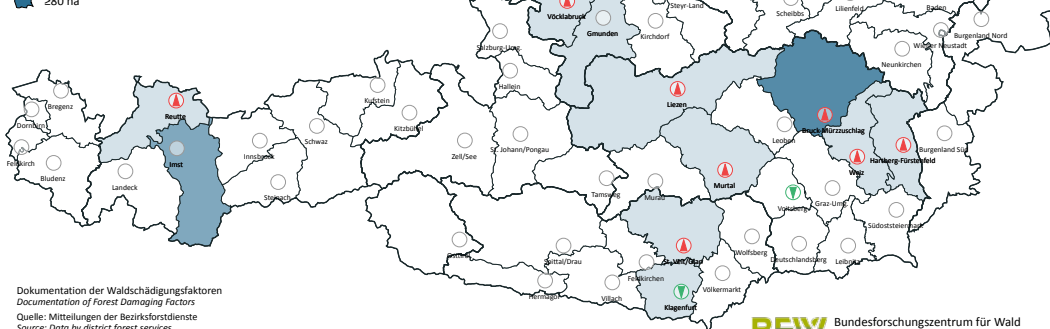 ≥80 ha
Steyr-Land
Scheibbs
Lilienfeld
Baden
Vöcklabruck
Gmunden
Kirchdorf
Burgenland Nord
Wiener Neustadt
Salzburg-Umg.
Neunkirchen
Hallein
Bregenz
Kufstein
Liezen
Reutte
Dornbirn
Kitzbühel
Bruck-Mürzzuschlag
Schwaz
Leoben
Feldkirch
Imst
Innsbruck
Zell/See
St. Johann/Pongau
Burgenland Süd
Hartberg-Fürstenfeld
Weiz
Bludenz
Landeck
Murtal
Steinach
Tamsweg
Murau
Voitsberg
Graz-Umg.
Südoststeiermark
Osttirol
Spittal/Drau
St. Veit/Glan
Wolfsberg
Deutschlandsberg
Leibnitz
Feldkirchen
Hermagor
Villach
Völkermarkt
Klagenfurt
Dokumentation der Waldschädigungsfaktoren
Documentation of Forest Damaging Factors
Quelle: Mitteilungen der Bezirksforstdienste
Source: Data by district forest services
BFW Bundesforschungszentrum für Wald